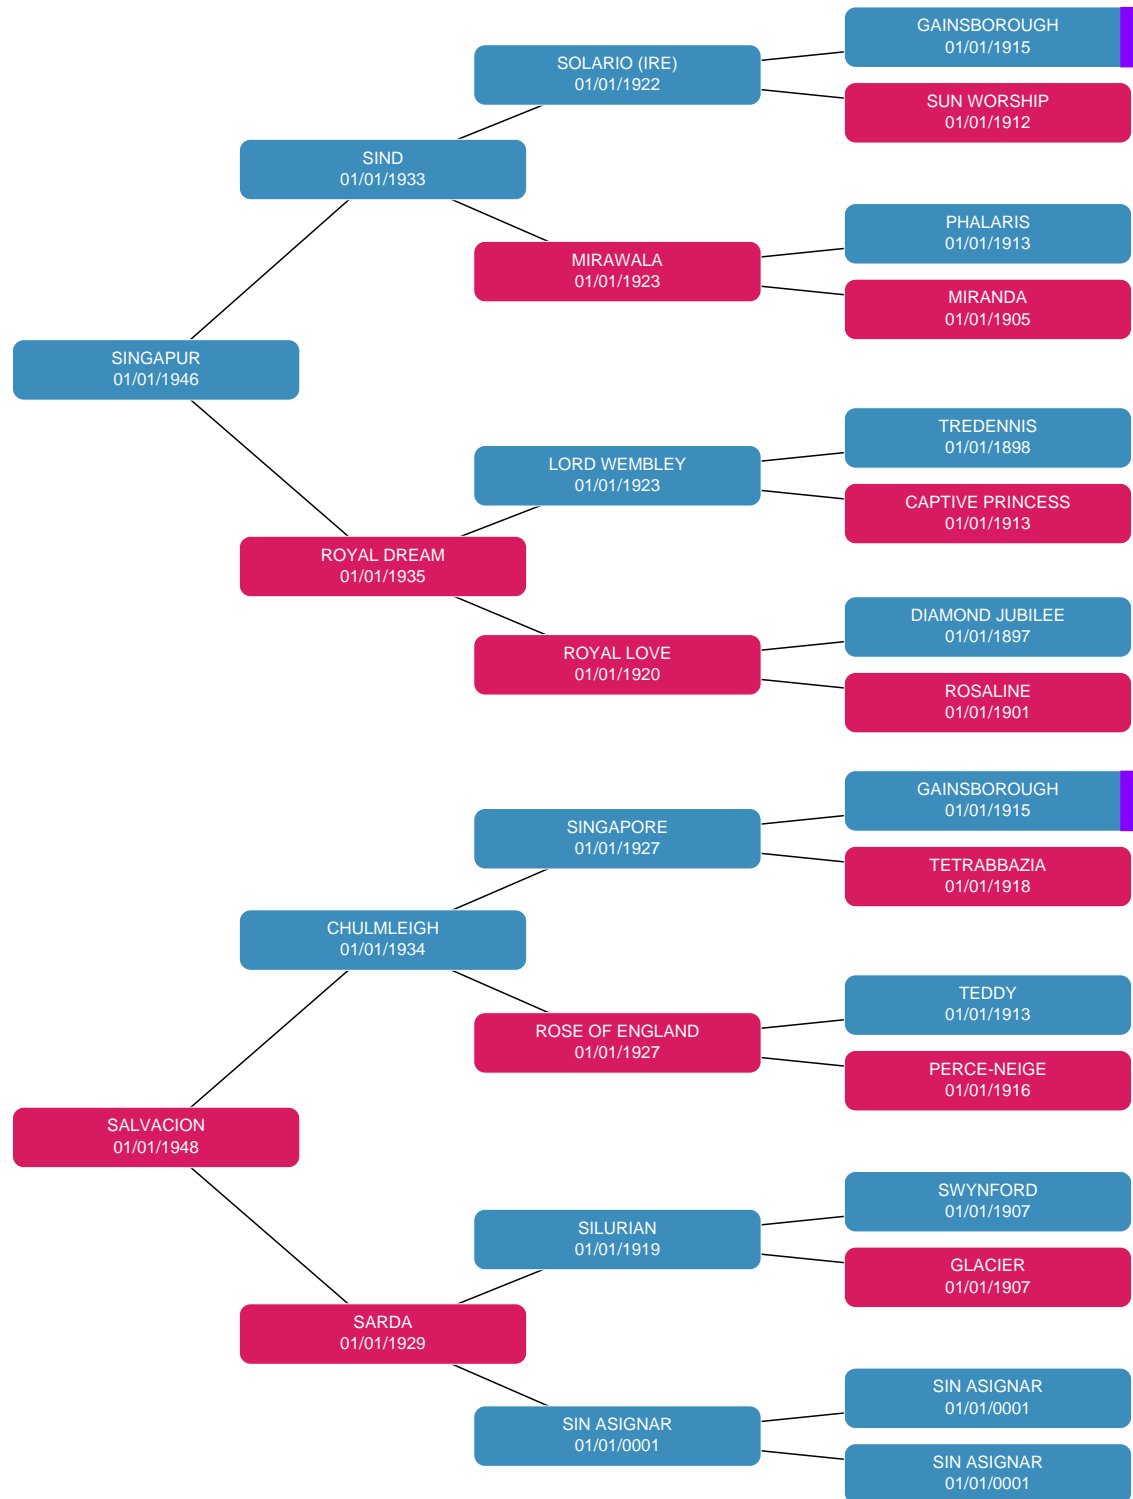 GAINSBOROUGH
01/01/1915
SOLARIO (IRE)
01/01/1922
SUN WORSHIP
01/01/1912
SIND
01/01/1933
PHALARIS
01/01/1913
MIRAWALA
01/01/1923
MIRANDA
01/01/1905
SINGAPUR
01/01/1946
TREDENNIS
01/01/1898
LORD WEMBLEY
01/01/1923
CAPTIVE PRINCESS
01/01/1913
ROYAL DREAM
01/01/1935
DIAMOND JUBILEE
01/01/1897
ROYAL LOVE
01/01/1920
ROSALINE
01/01/1901
GAINSBOROUGH
01/01/1915
SINGAPORE
01/01/1927
TETRABBAZIA
01/01/1918
CHULMLEIGH
01/01/1934
TEDDY
01/01/1913
ROSE OF ENGLAND
01/01/1927
PERCE-NEIGE
01/01/1916
SALVACION
01/01/1948
SWYNFORD
01/01/1907
SILURIAN
01/01/1919
GLACIER
01/01/1907
SARDA
01/01/1929
SIN ASIGNAR
01/01/0001
SIN ASIGNAR
01/01/0001
SIN ASIGNAR
01/01/0001